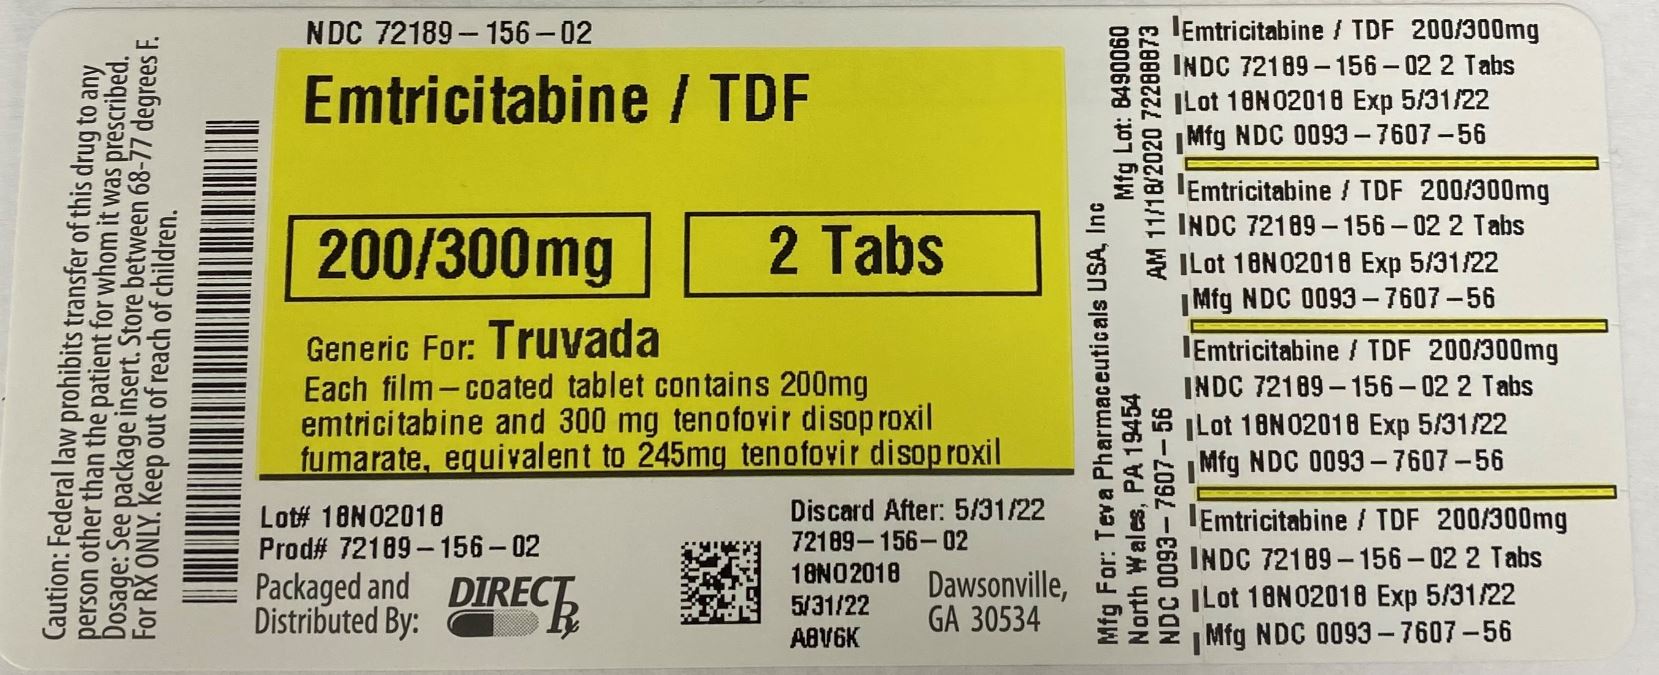 Caution: Federal law prohibits transfer of this drug to any
person other than the patient for whom it was prescribed.
Dosage: See package insert. Store between 68-77 degrees F.
For RX ONLY. Keep out of reach of children.
NDC 72189-156-02
Emtricitabine / TDF
200/300mg
2 Tabs
Generic For: Truvada
Each film-coated tablet contains 200mg
emtricitabine and 300 mg tenofovir disoproxil
fumarate, equivalent to 245mg tenofovir disoproxil
Lot# 18NO2018
Prod# 72189-156-02
Packaged and
Distributed By:
DIRECT Rx
Discard After: 5/31/22
72189-156-02
18NO2018
5/31/22
A8V6K
Dawsonville,
GA 30534
Mfg For: Teva Pharmaceuticals USA, Inc
North Wales, PA 19454
NDC 0093-7607-56
Mfg Lot: 8490060
AM 11/18/2020 72288873
Emtricitabine / TDF 200/300mg
NDC 72189-156-02 2 Tabs
Lot 18NO2018 Exp 5/31/22
Mfg NDC 0093-7607-56
Emtricitabine / TDF 200/300mg
NDC 72189-156-02 2 Tabs
Lot 18NO2018 Exp 5/31/22
Mfg NDC 0093-7607-56
Emtricitabine / TDF 200/300mg
NDC 72189-156-02 2 Tabs
Lot 18NO2018 Exp 5/31/22
Mfg NDC 0093-7607-56
Emtricitabine / TDF 200/300mg
NDC 72189-156-02 2 Tabs
Lot 18NO2018 Exp 5/31/22
Mfg NDC 0093-7607-56